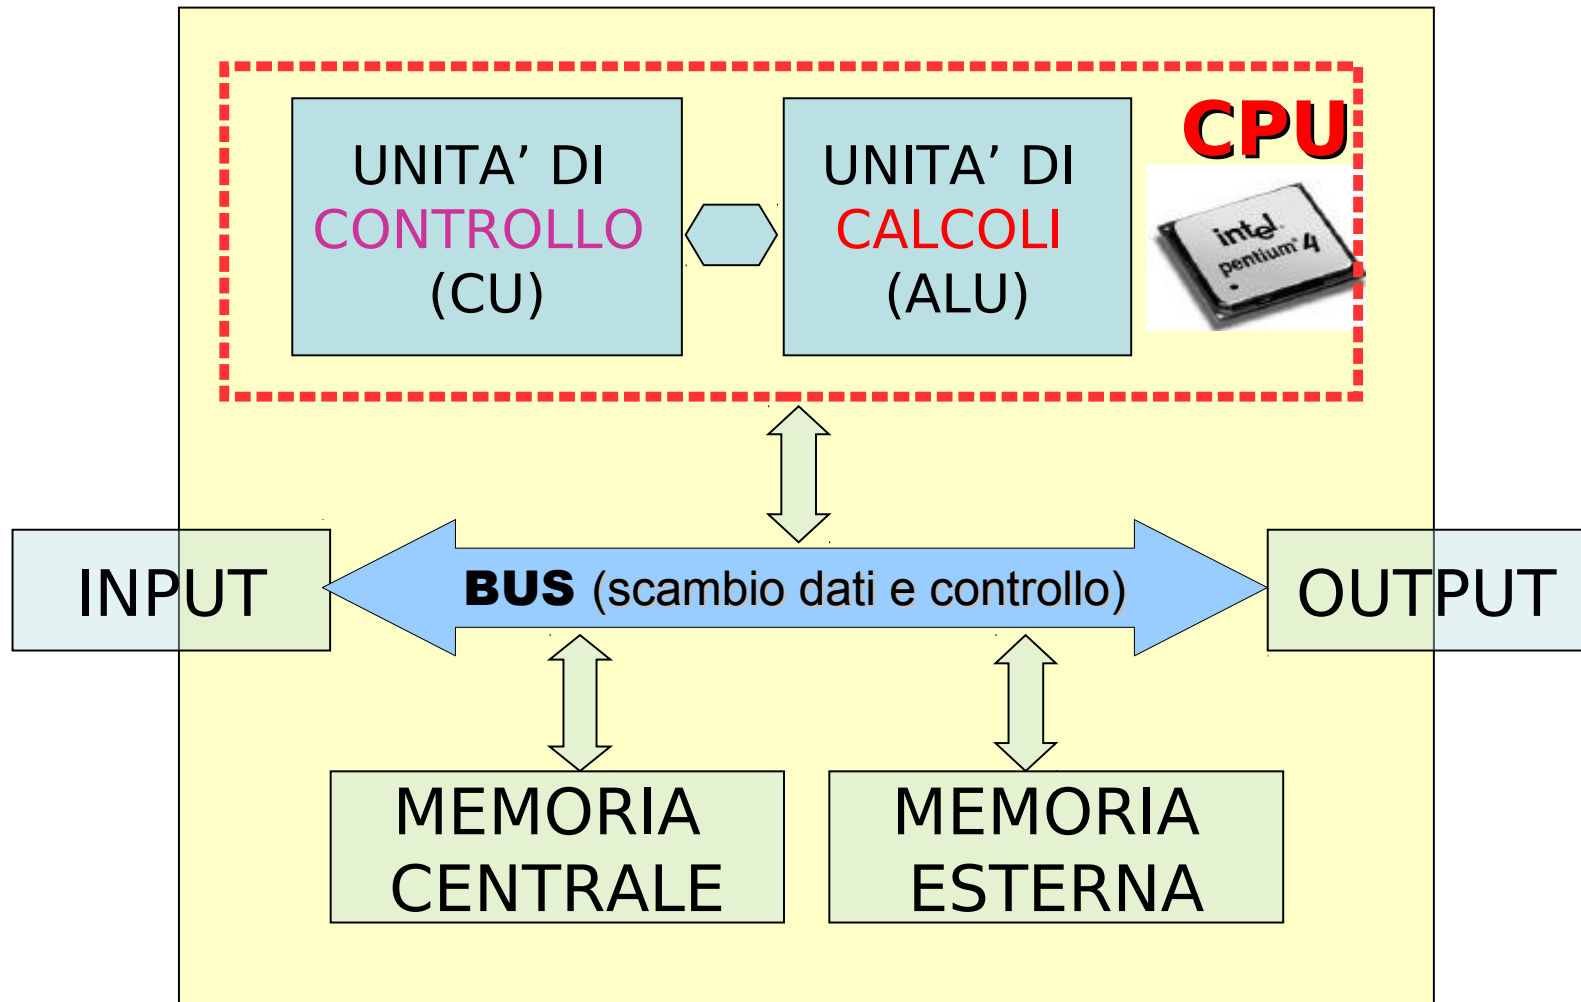 CPU
UNITA’ DI
CONTROLLO
(CU)
UNITA’ DI
CALCOLI
(ALU)
intel
pentium® 4
INPUT
BUS (scambio dati e controllo)
OUTPUT
MEMORIA
CENTRALE
MEMORIA
ESTERNA